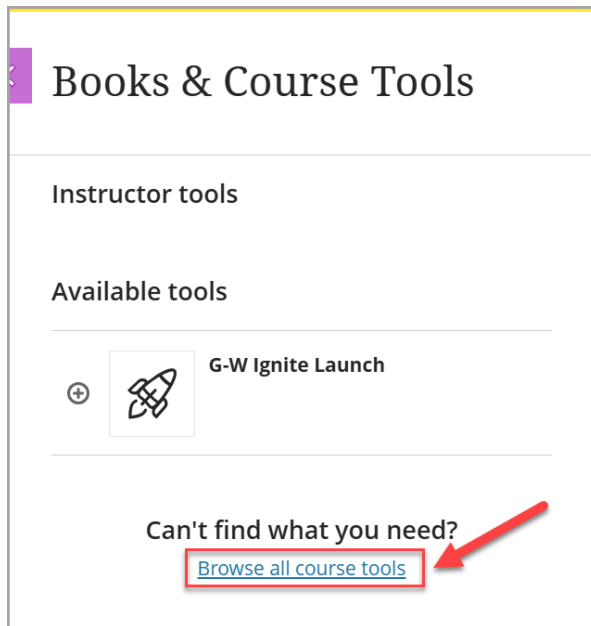 Books & Course Tools
Instructor tools
Available tools
G-W Ignite Launch
Can't find what you need?
Browse all course tools